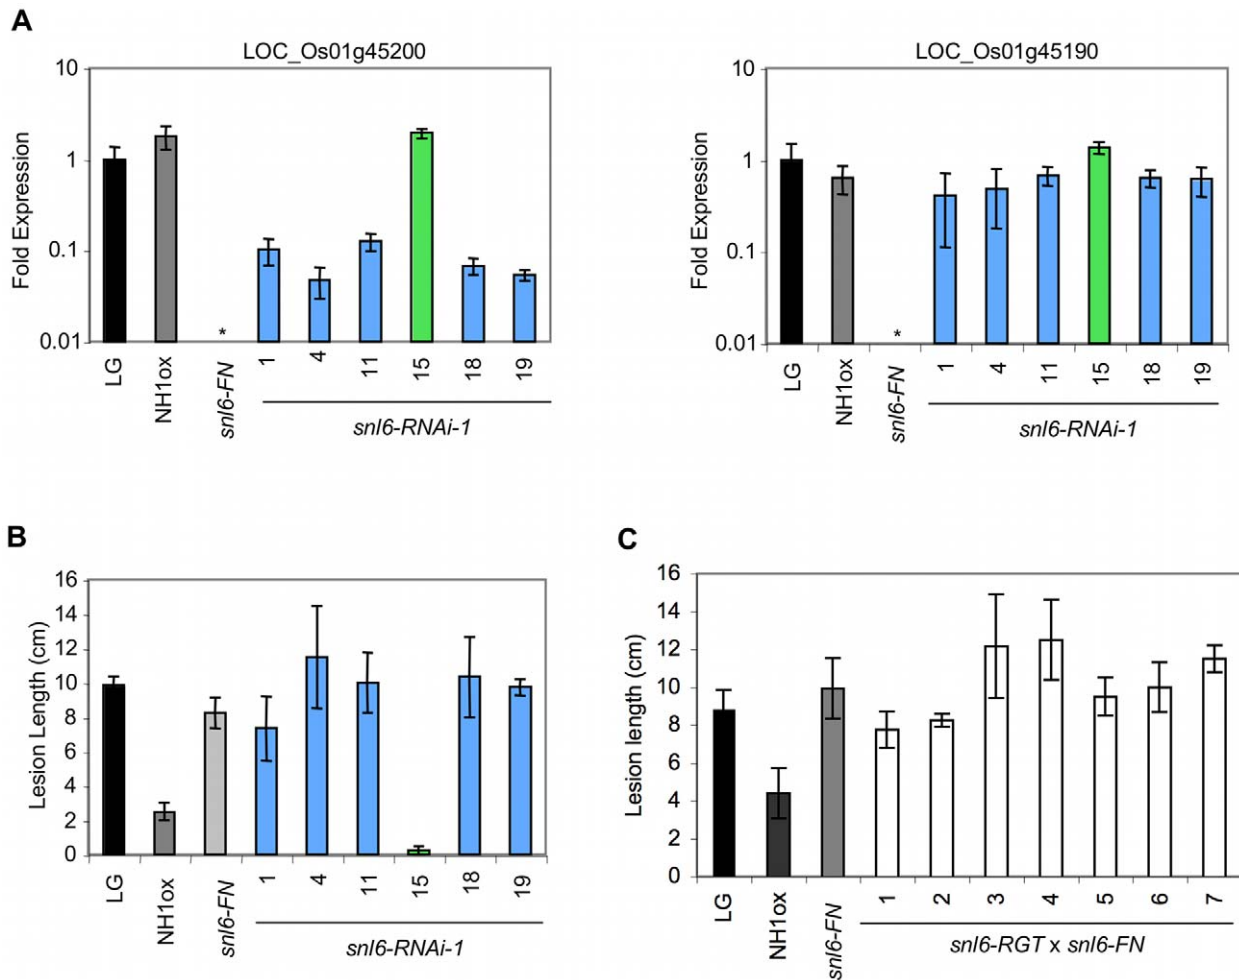 A
LOC_Os01g45200
10
1
0.1
0.01
Fold Expression
*
LG
NH1ox
snl6-FN
1
4
11
15
18
19
snl6-RNAi-1
LOC_Os01g45190
10
1
0.1
0.01
Fold Expression
*
LG
NH1ox
snl6-FN
1
4
11
15
18
19
snl6-RNAi-1
B
16
14
12
10
8
6
4
2
0
Lesion Length (cm)
LG
NH1ox
snl6-FN
1
4
11
15
18
19
snl6-RNAi-1
C
16
14
12
10
8
6
4
2
0
Lesion length (cm)
LG
NH1ox
snl6-FN
1
2
3
4
5
6
7
snl6-RGT x snl6-FN